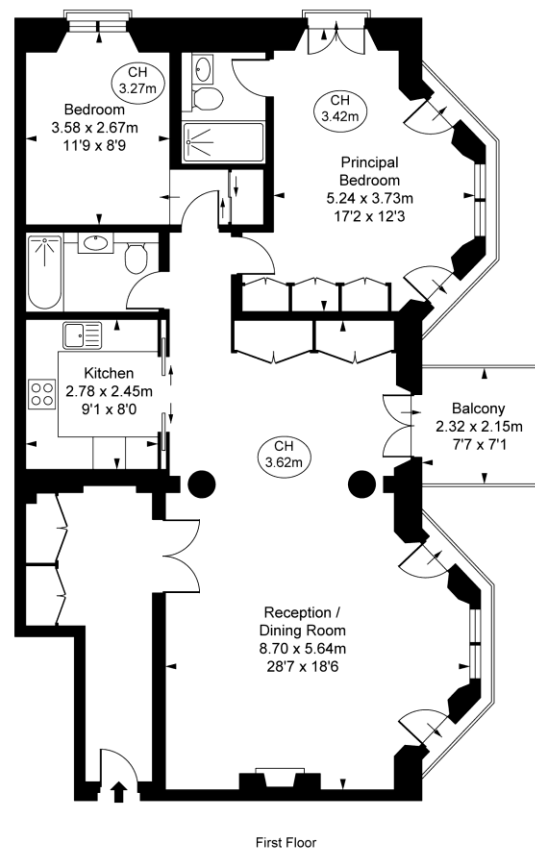 CH
3.27m
Bedroom
3.58 x 2.67m
11'9 x 8'9
CH
3.42m
Principal
Bedroom
5.24 x 3.73m
17'2 x 12'3
Kitchen
2.78 x 2.45m
9'1 x 8'0
Balcony
2.32 x 2.15m
7'7 x 7'1
CH
3.62m
Reception /
Dining Room
8.70 x 5.64m
28'7 x 18'6
First Floor